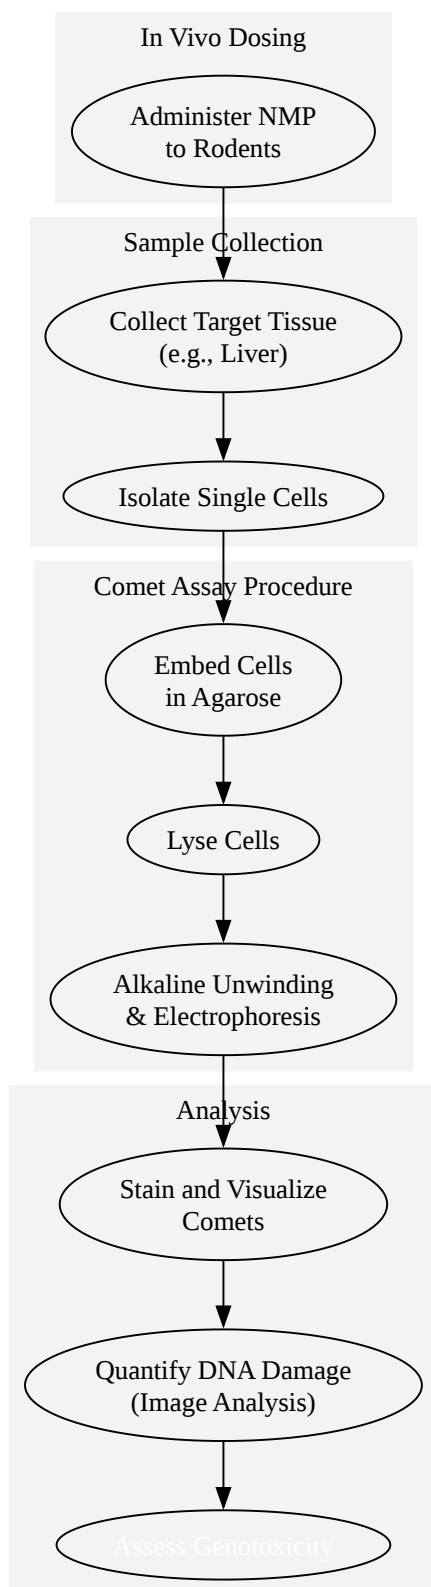 In Vivo Dosing
Administer NMP
to Rodents
Sample Collection
Collect Target Tissue
(e.g., Liver)
Isolate Single Cells
Comet Assay Procedure
Embed Cells
in Agarose
Lyse Cells
Alkaline Unwinding
& Electrophoresis
Analysis
Stain and Visualize
Comets
Quantify DNA Damage
(Image Analysis)
Assess Genotoxicity